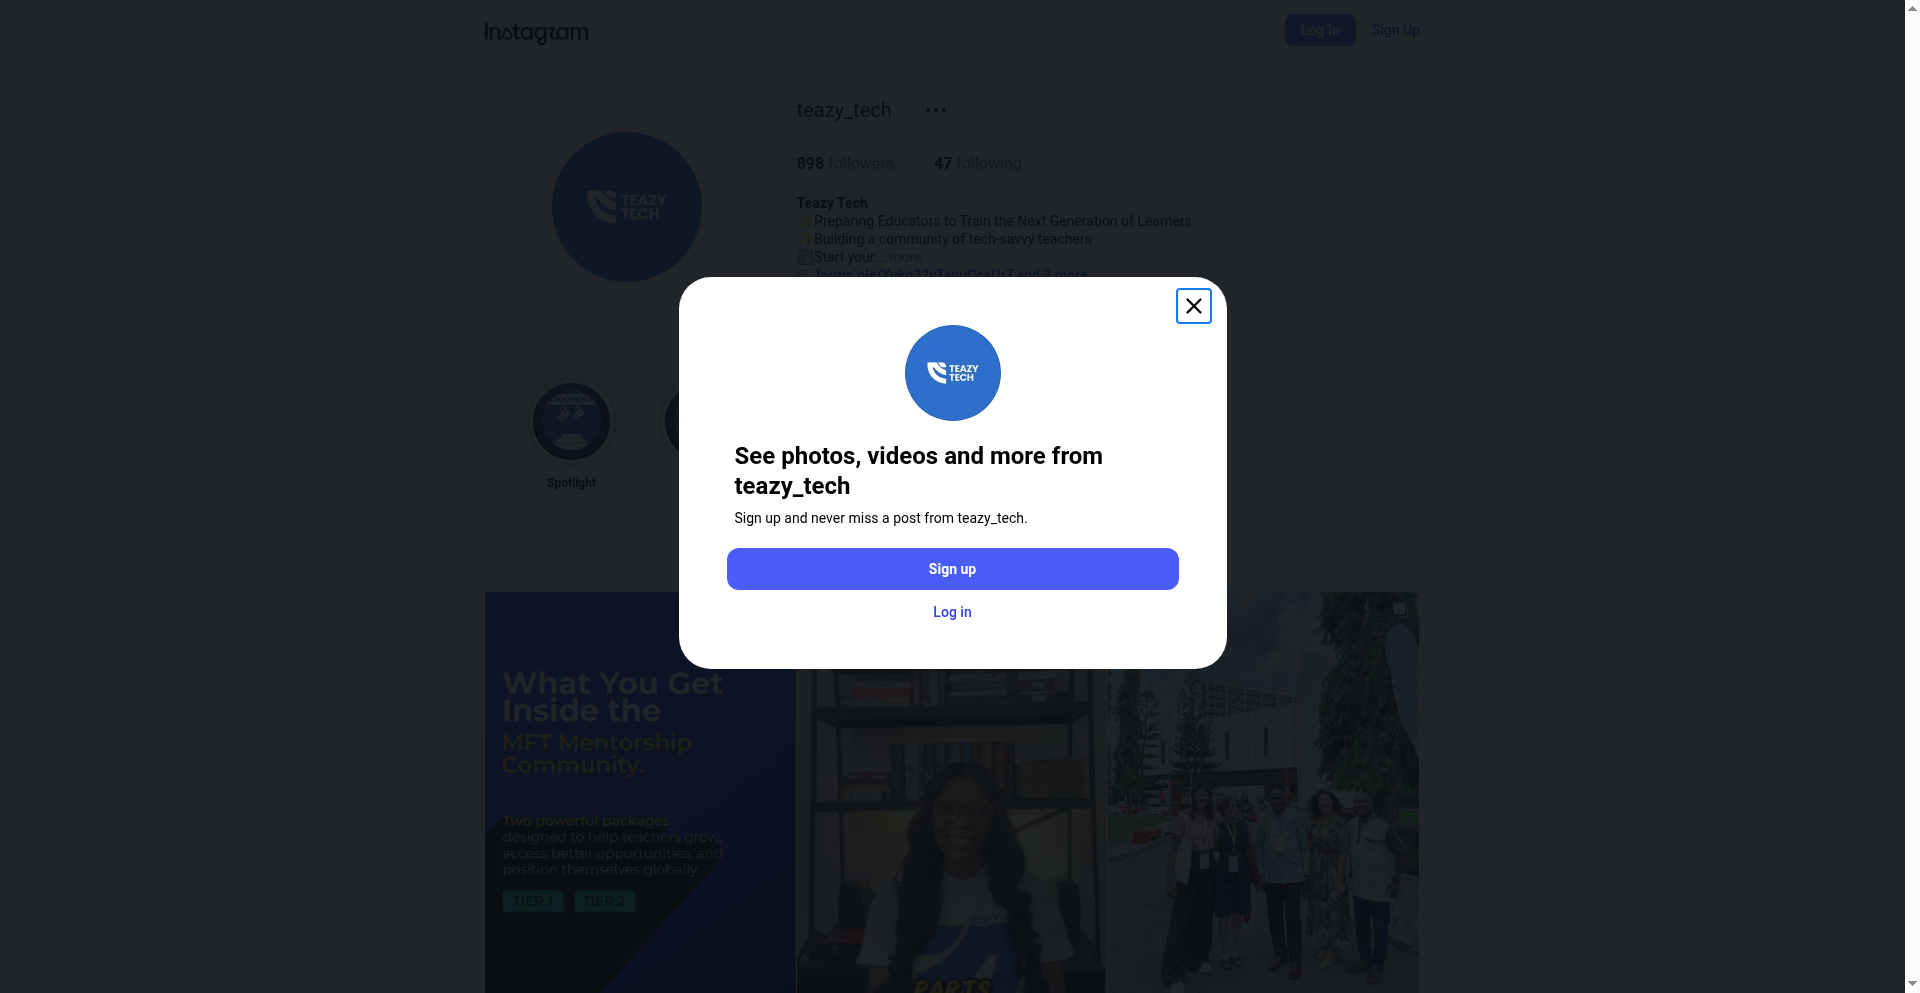 Instagram
Log In
Sign Up
teazy_tech
898 followers
47 following
TEAZY
TECH
Teazy Tech
✨Preparing Educators to Train the Next Generation of Learners
✨Building a community of tech-savvy teachers
⬇️Start your... more
and 3 more
TEAZY
TECH
See photos, videos and more from
teazy_tech
Sign up and never miss a post from teazy_tech.
Sign up
Log in
Spotlight
What You Get
Inside the
MFT Mentorship
Community.
Two powerful packages
designed to help teachers grow,
access better opportunities, and
position themselves globally.
TIER 1
TIER 2
PARTS